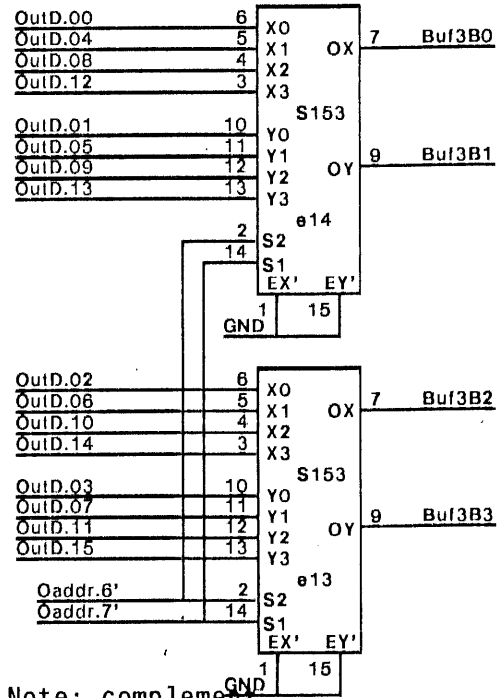 OutD.00 6 X0 OX 7 Buf3B0
OutD.04 5 X1
OutD.08 4 X2
OutD.12 3 X3
S153
OutD.01 10 Y0
OutD.05 11 Y1 OY 9 Buf3B1
OutD.09 12 Y2
OutD.13 13 Y3
e14
2 S2
14 S1
EX' EY'
1 15
GND
OutD.02 6 X0
OutD.06 5 X1 OX 7 Buf3B2
OutD.10 4 X2
OutD.14 3 X3
S153
OutD.03 10 Y0
OutD.07 11 Y1
OutD.11 12 Y2 OY 9 Buf3B3
OutD.15 13 Y3
e13
Oaddr.6' 2 S2
Oaddr.7' 14 S1
EX' EY'
1 15
GND
Note: